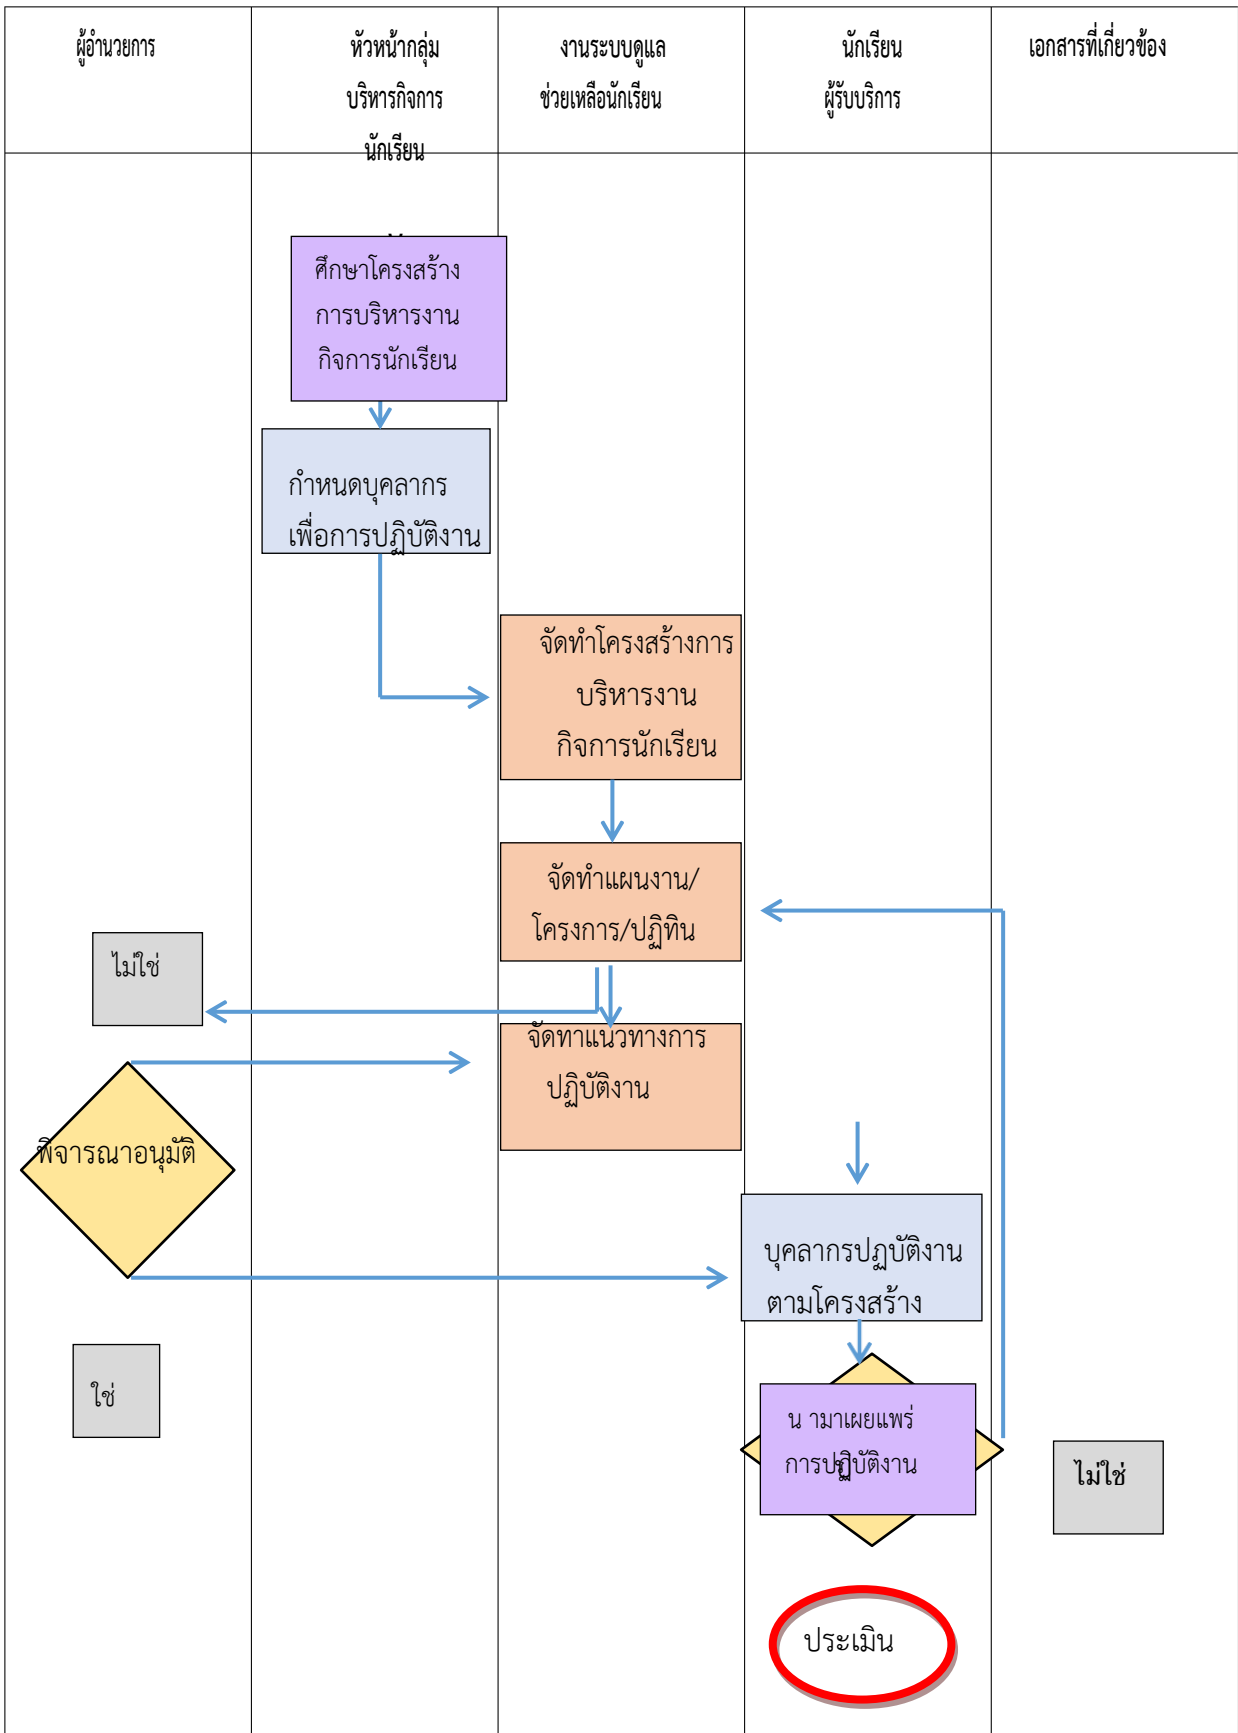 ผู้อำนวยการ
หัวหน้ากลุ่ม
บริหารกิจการ
นักเรียน
งานระบบดูแล
ช่วยเหลือนักเรียน
นักเรียน
ผู้รับบริการ
เอกสารที่เกี่ยวข้อง
ศึกษาโครงสร้าง
การบริหารงาน
กิจการนักเรียน
กำหนดบุคลากร
เพื่อการปฏิบัติงาน
จัดทำโครงสร้างการ
บริหารงาน
กิจการนักเรียน
จัดทำแผนงาน/
โครงการ/ปฏิทิน
ไม่ใช่
จัดทาแนวทางการ
ปฏิบัติงาน
พิจารณาอนุมัติ
บุคลากรปฏบัติงาน
ตามโครงสร้าง
ใช่
น ามาเผยแพร่
การปฏิบัติงาน
ไม่ใช่
ประเมิน